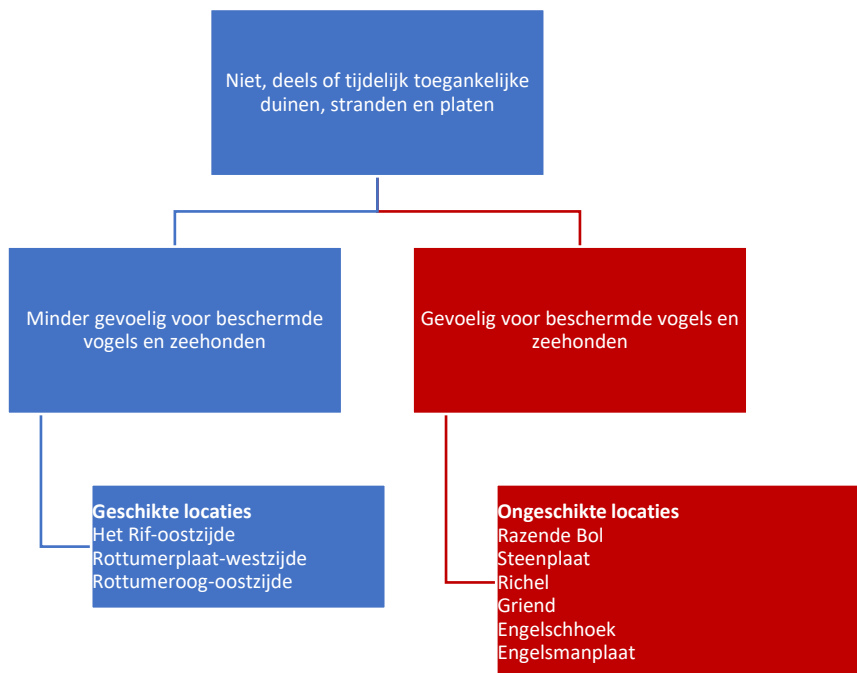 Niet, deels of tijdelijk toegankelijke
duinen, stranden en platen
Minder gevoelig voor beschermde
vogels en zeehonden
Gevoelig voor beschermde vogels en
zeehonden
Geschikte locaties
Het Rif-oostzijde
Rottumerplaat-westzijde
Rottumeroog-oostzijde
Ongeschikte locaties
Razende Bol
Steenplaat
Richel
Griend
Engelschhoek
Engelsmanplaat